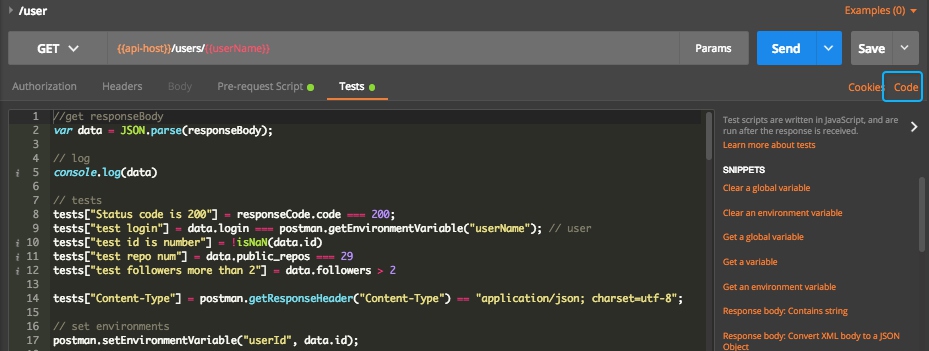 /user
Examples (0)
GET
{{api-host}}/users/{{userName}}
Params
Send
Save
Authorization
Headers
Body
Pre-request Script
Tests
Cookies
Code
1 //get responseBody
2 var data = JSON.parse(responseBody);
3
4 // log
i 5 console.log(data)
6
7 // tests
8 tests["Status code is 200"] = responseCode.code === 200;
9 tests["test login"] = data.login === postman.getEnvironmentVariable("userName"); // user
i 10 tests["test id is number"] = !isNaN(data.id)
i 11 tests["test repo num"] = data.public_repos === 29
i 12 tests["test followers more than 2"] = data.followers > 2
13
14 tests["Content-Type"] = postman.getResponseHeader("Content-Type") == "application/json; charset=utf-8";
15
16 // set environments
17 postman.setEnvironmentVariable("userId", data.id);
Test scripts are written in JavaScript, and are
run after the response is received.
Learn more about tests
SNIPPETS
Clear a global variable
Clear an environment variable
Get a global variable
Get a variable
Get an environment variable
Response body: Contains string
Response body: Convert XML body to a JSON
Object